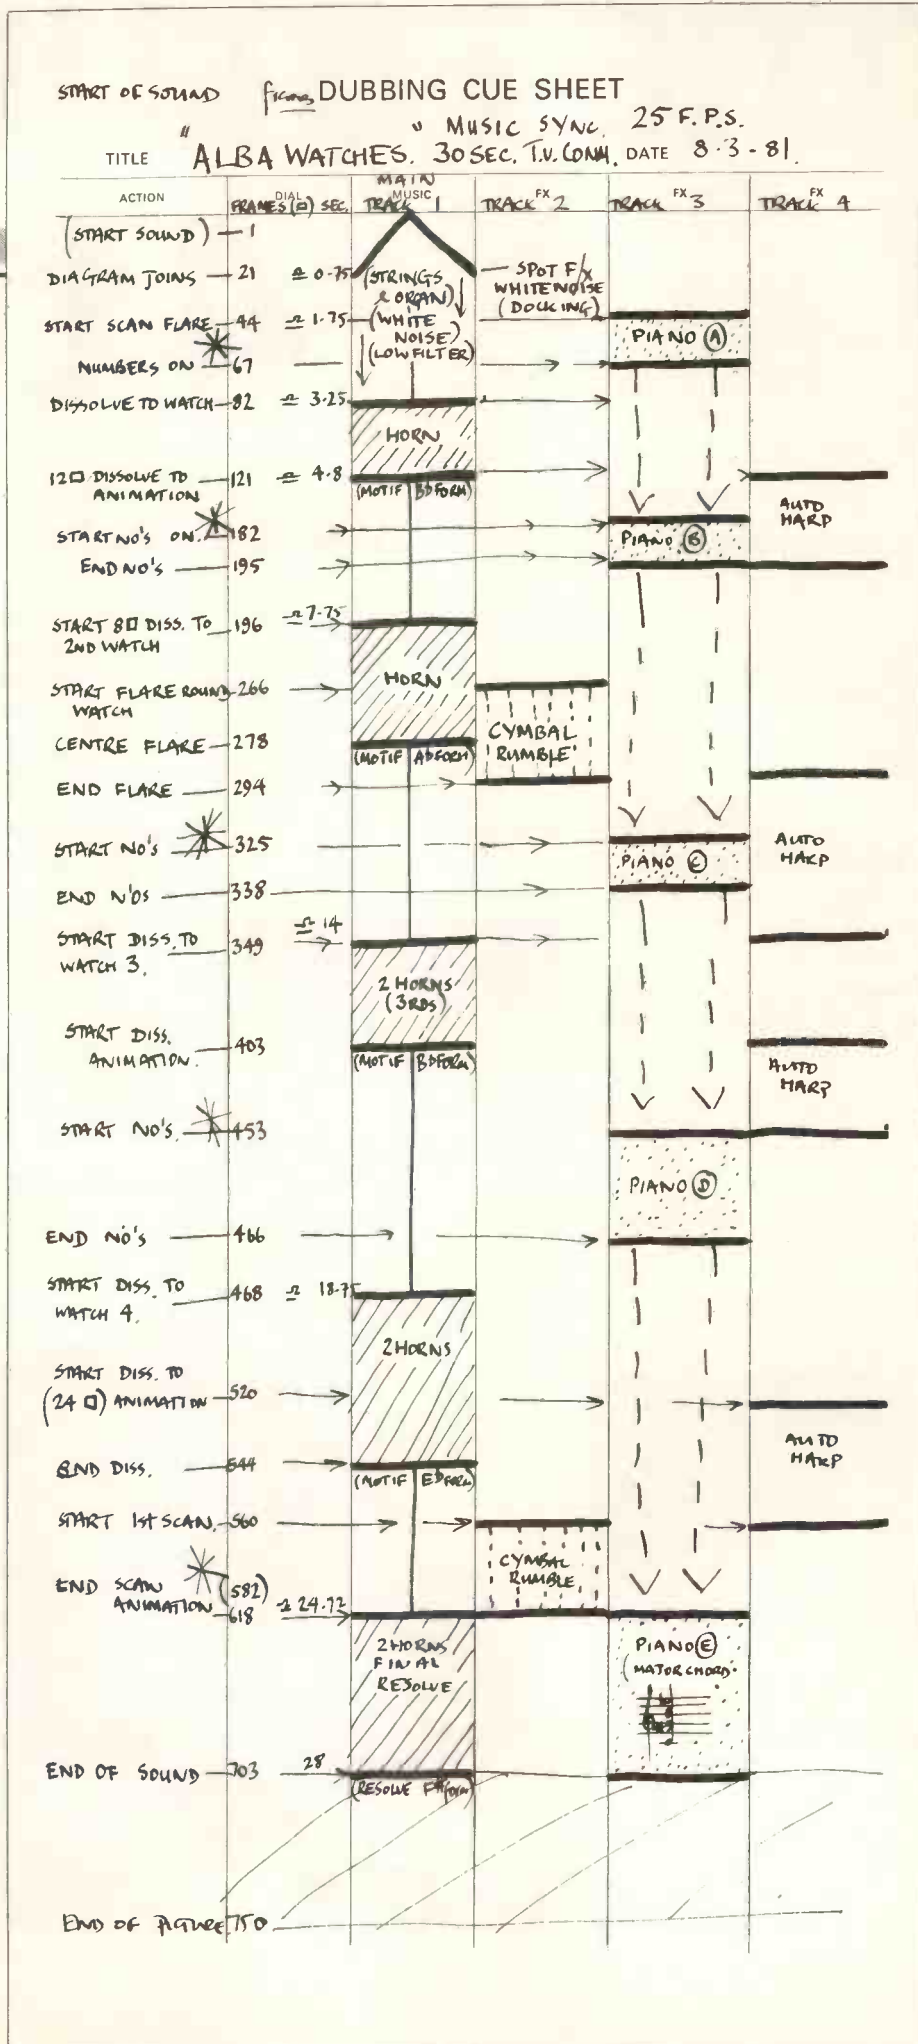 START OF SOUND
DUBBING CUE SHEET
" " MUSIC SYNC. 25 F.P.S.
TITLE ALBA WATCHES. 30 SEC. T.V. COMM. DATE 8·3·81.
ACTION FRAMES DIAL (□) SEC. MAIN MUSIC TRACK 1 TRACK FX 2 TRACK FX 3 TRACK FX 4
(START SOUND) — 1
DIAGRAM JOINS — 21 ≏ 0·75 (STRINGS & ORGAN) — SPOT F/X WHITE NOISE (DOCKING)
START SCAN FLARE — 44 ≏ 1·75 (WHITE NOISE) (LOW FILTER) PIANO (A)
NUMBERS ON — 67
DISSOLVE TO WATCH — 82 ≏ 3·25
HORN
12□ DISSOLVE TO ANIMATION — 121 ≏ 4·8 (MOTIF B♭ FORM)
AUTO HARP
START NO'S ON. 182 PIANO (B)
END NO'S — 195
START 8□ DISS. TO 2ND WATCH — 196 ≏ 7·75
HORN
START FLARE ROUND WATCH — 266
CYMBAL RUMBLE
CENTRE FLARE — 278 (MOTIF A♭ FORM)
END FLARE — 294
START NO'S 325 PIANO (C) AUTO HARP
END N'OS — 338
START DISS. TO WATCH 3. — 349 ≏ 14
2 HORNS (3RDS)
START DISS. ANIMATION. — 403 (MOTIF B♭ FORM)
AUTO HARP
START NO'S. 453
PIANO (D)
END NO'S — 466
START DISS. TO WATCH 4. — 468 ≏ 18·75
2 HORNS
START DISS. TO (24 □) ANIMATION — 520
AUTO HARP
END DISS. — 544 (MOTIF E♭ FORM)
START 1st SCAN. — 560
CYMBAL RUMBLE
END SCAN ANIMATION (582) 618 ≏ 24·72
2 HORNS FINAL RESOLVE PIANO (E) (MAJOR CHORD)
END OF SOUND — 703 28
(RESOLVE
END OF PICTURE 750